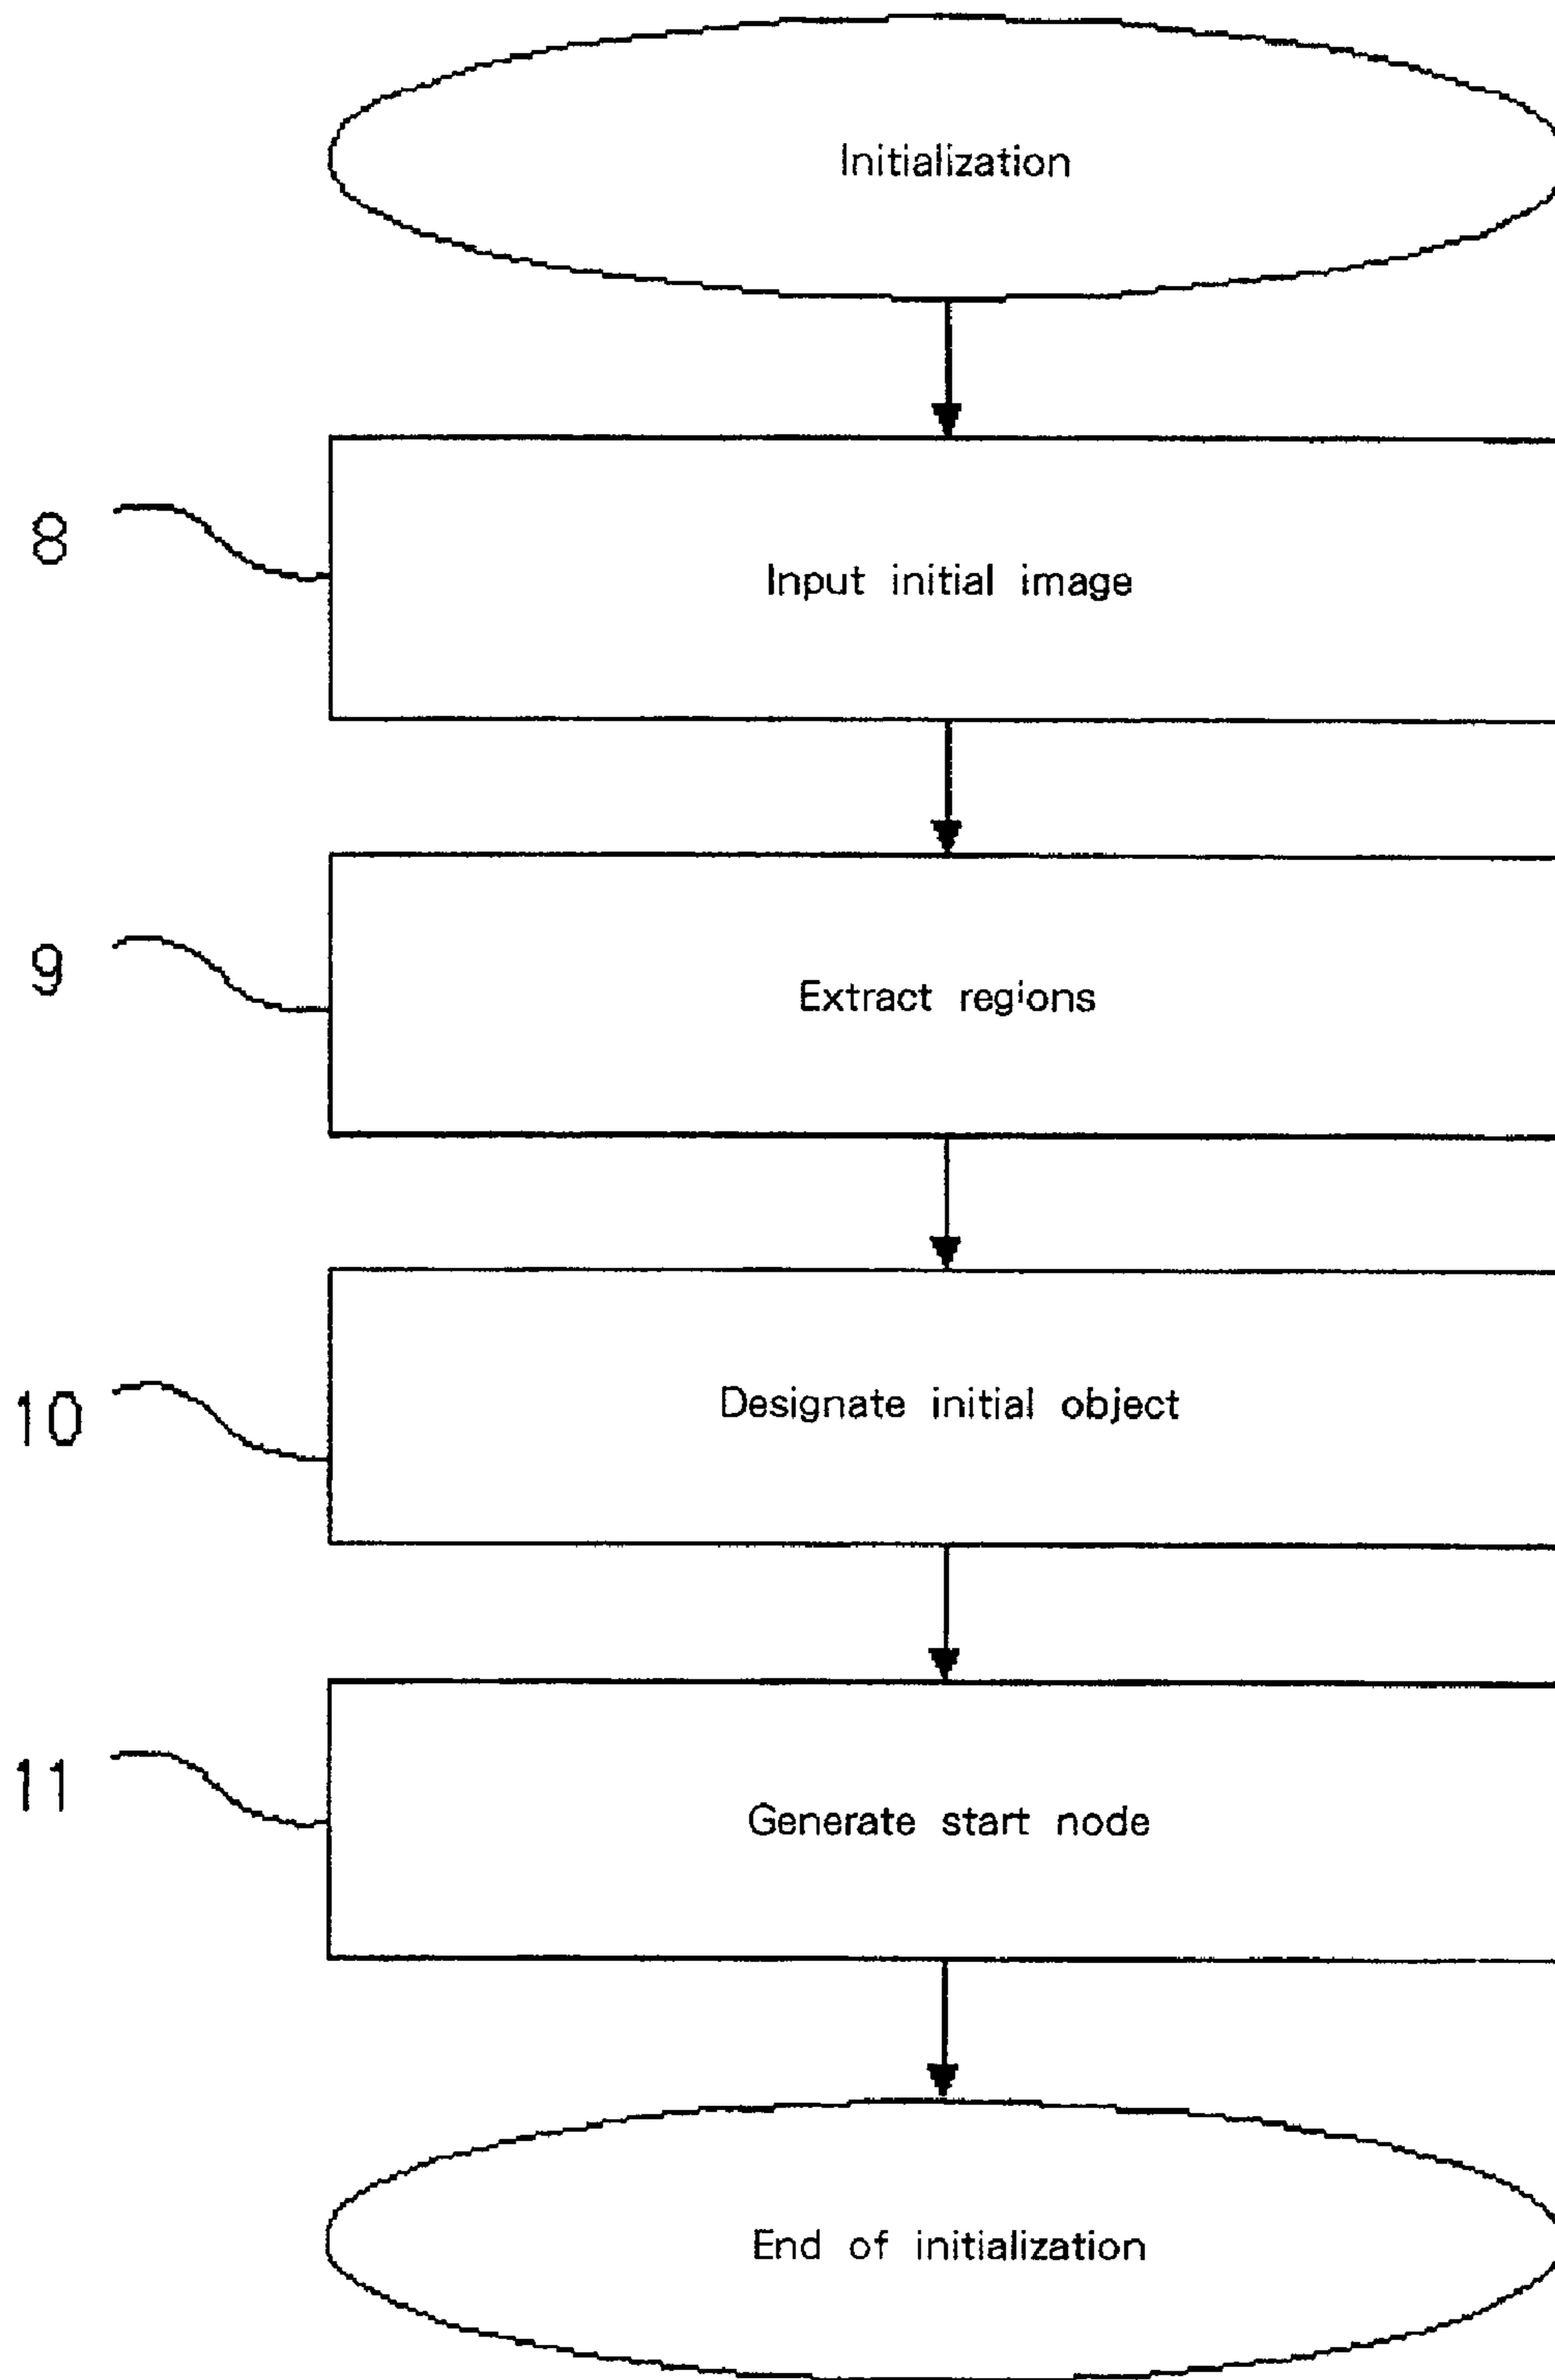 Initialization
8
Input initial image
9
Extract regions
10
Designate initial object
11
Generate start node
End of initialization